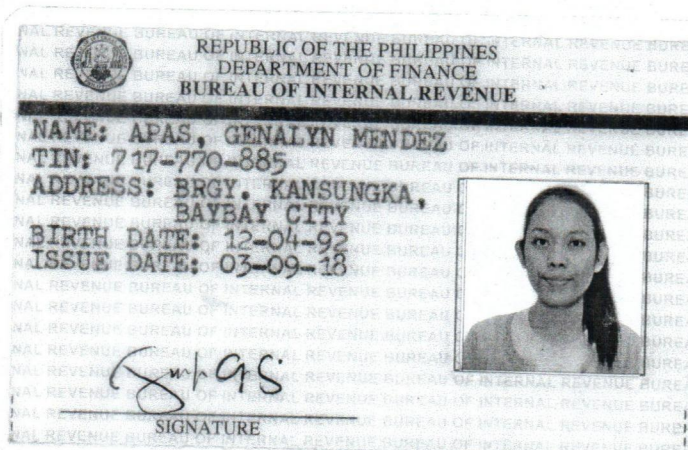 REPUBLIC OF THE PHILIPPINES
DEPARTMENT OF FINANCE
BUREAU OF INTERNAL REVENUE
NAME: APAS, GENALYN MENDEZ
TIN: 717-770-885
ADDRESS: BRGY. KANSUNGKA,
BAYBAY CITY
BIRTH DATE: 12-04-92
ISSUE DATE: 03-09-18
SIGNATURE